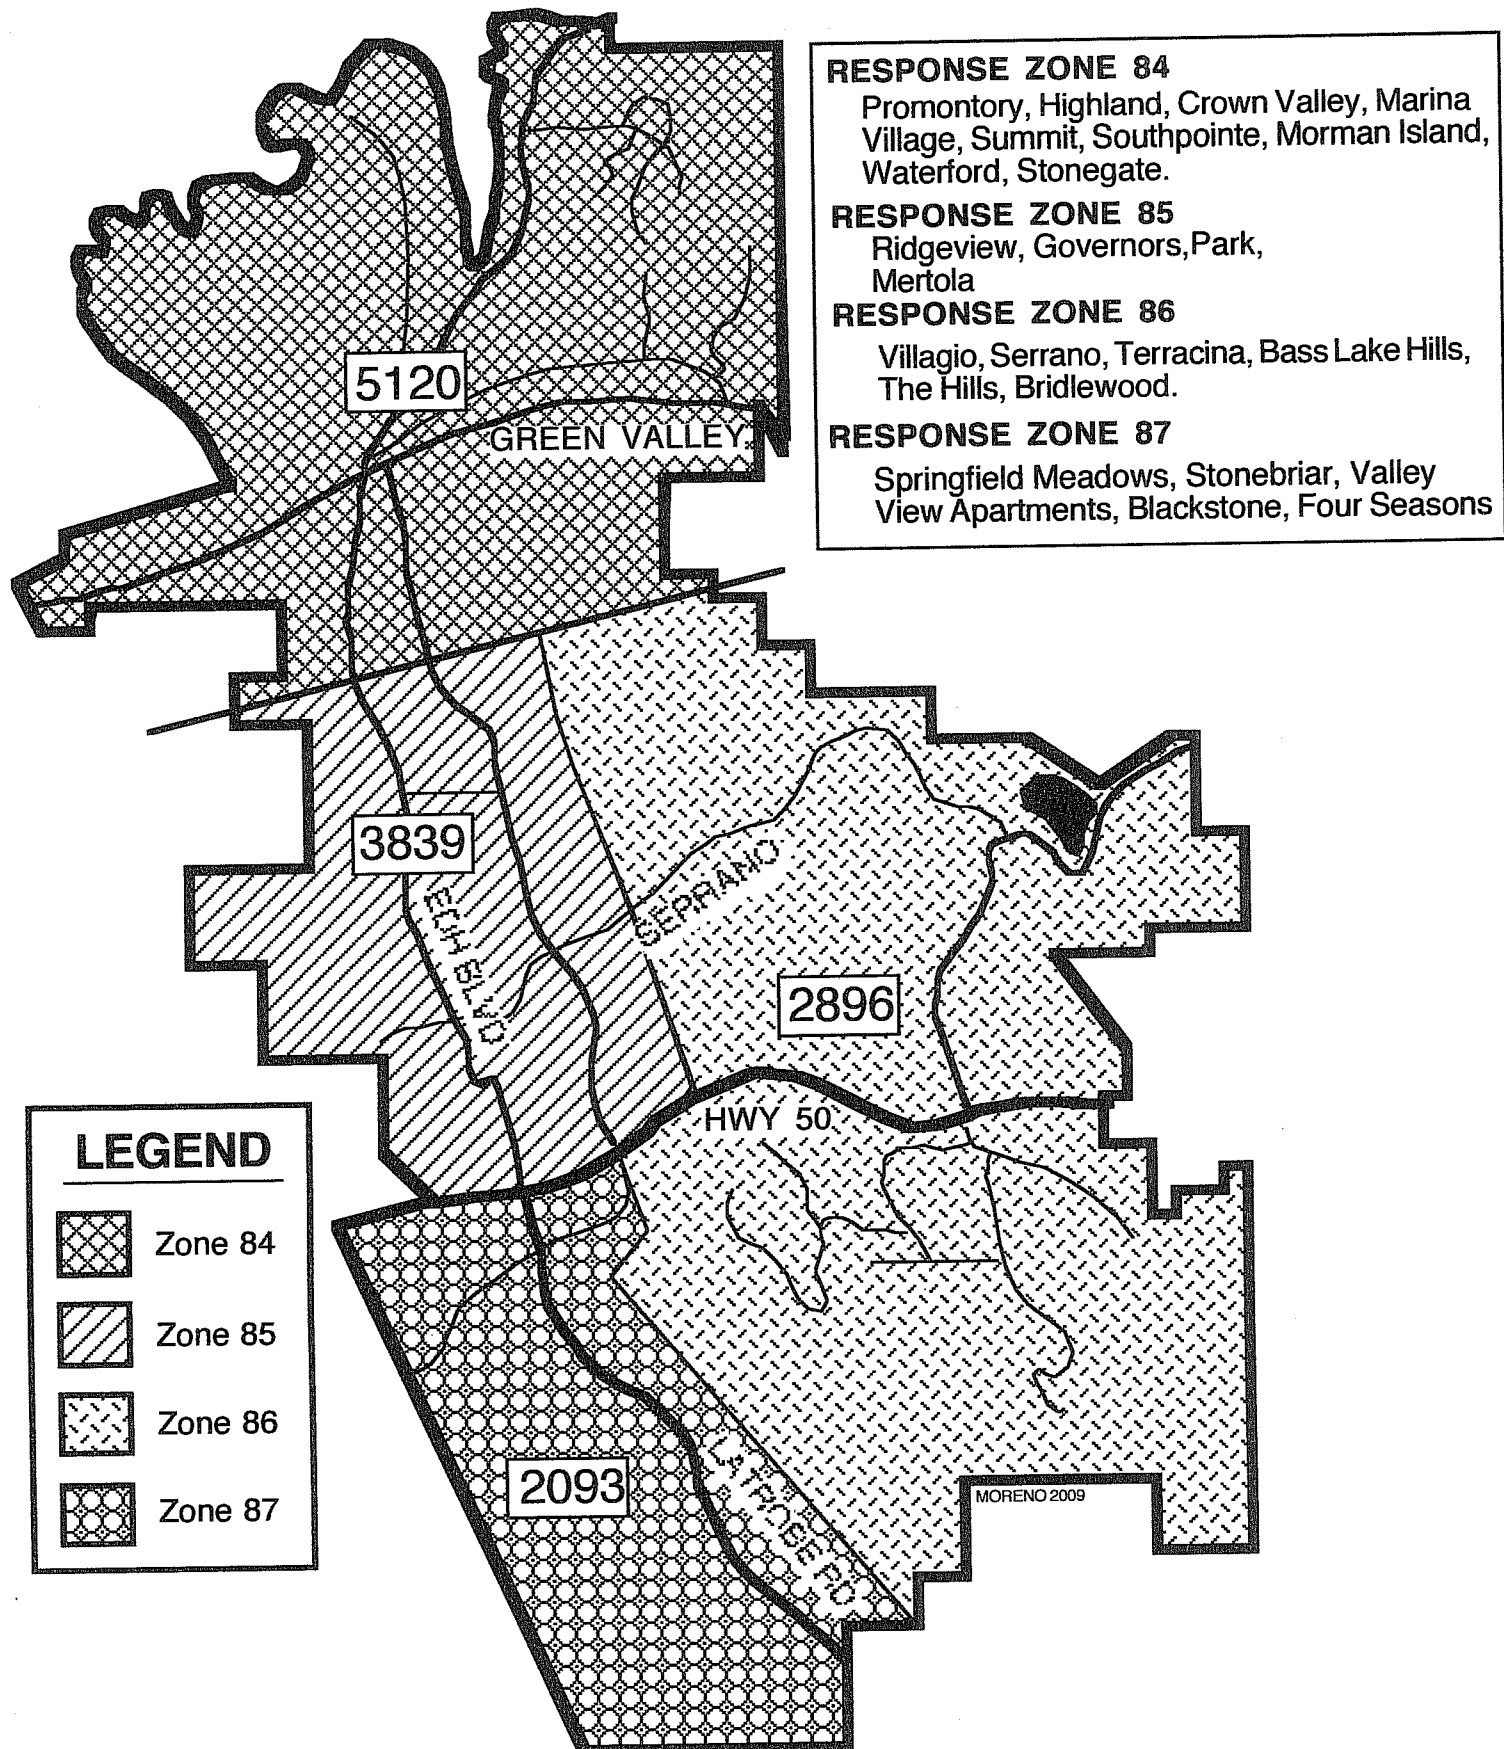 RESPONSE ZONE 84
Promontory, Highland, Crown Valley, Marina
Village, Summit, Southpointe, Morman Island,
Waterford, Stonegate.
RESPONSE ZONE 85
Ridgeview, Governors,Park,
Mertola
RESPONSE ZONE 86
Villagio, Serrano, Terracina, Bass Lake Hills,
The Hills, Bridlewood.
RESPONSE ZONE 87
Springfield Meadows, Stonebriar, Valley
View Apartments, Blackstone, Four Seasons
5120
GREEN VALLEY
3839
EDH BLVD
SERRANO
2896
HWY 50
LEGEND
Zone 84
Zone 85
Zone 86
Zone 87
2093
LATROBE RD
MORENO 2009